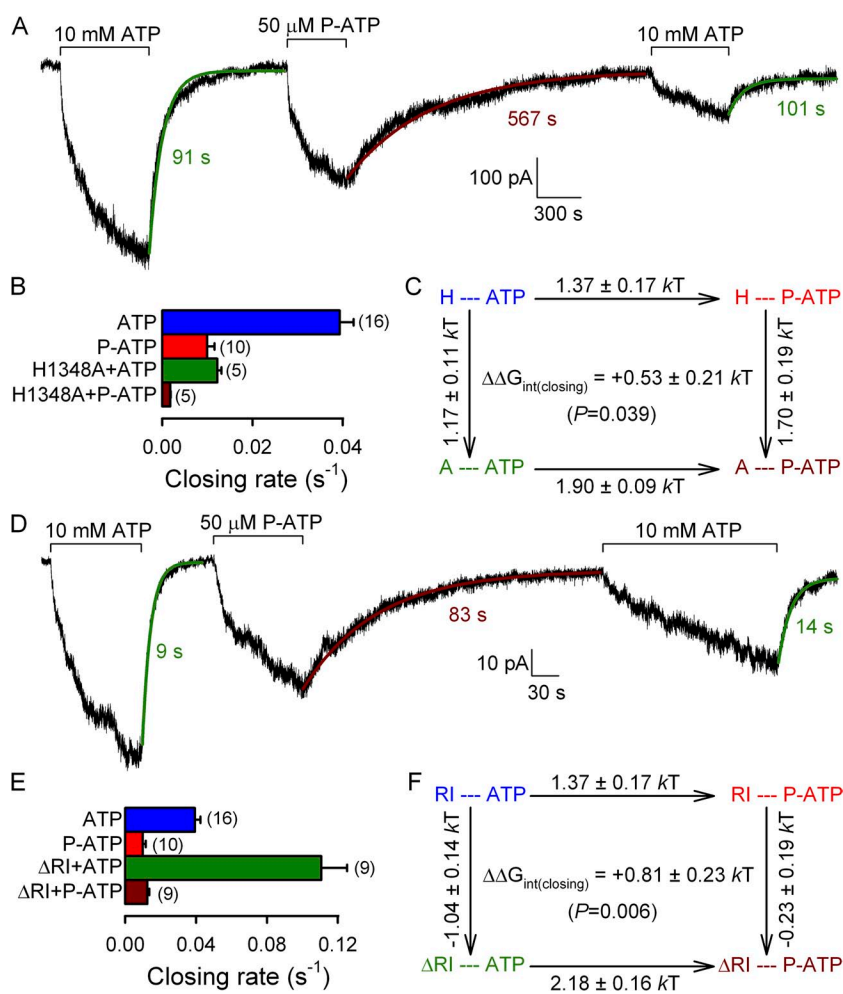 A
10 mM ATP
50 μM P-ATP
10 mM ATP
91 s
567 s
101 s
100 pA
300 s
B
ATP (16)
P-ATP (10)
H1348A+ATP (5)
H1348A+P-ATP (5)
0.00 0.02 0.04
Closing rate (s⁻¹)
C
H --- ATP 1.37 ± 0.17 kT H --- P-ATP
1.17 ± 0.11 kT
ΔΔGint(closing) = +0.53 ± 0.21 kT
(P=0.039)
1.70 ± 0.19 kT
A --- ATP 1.90 ± 0.09 kT A --- P-ATP
D
10 mM ATP
50 μM P-ATP
10 mM ATP
9 s
83 s
14 s
10 pA
30 s
E
ATP (16)
P-ATP (10)
ΔRI+ATP (9)
ΔRI+P-ATP (9)
0.00 0.04 0.08 0.12
Closing rate (s⁻¹)
F
RI --- ATP 1.37 ± 0.17 kT RI --- P-ATP
-1.04 ± 0.14 kT
ΔΔGint(closing) = +0.81 ± 0.23 kT
(P=0.006)
-0.23 ± 0.19 kT
ΔRI --- ATP 2.18 ± 0.16 kT ΔRI --- P-ATP